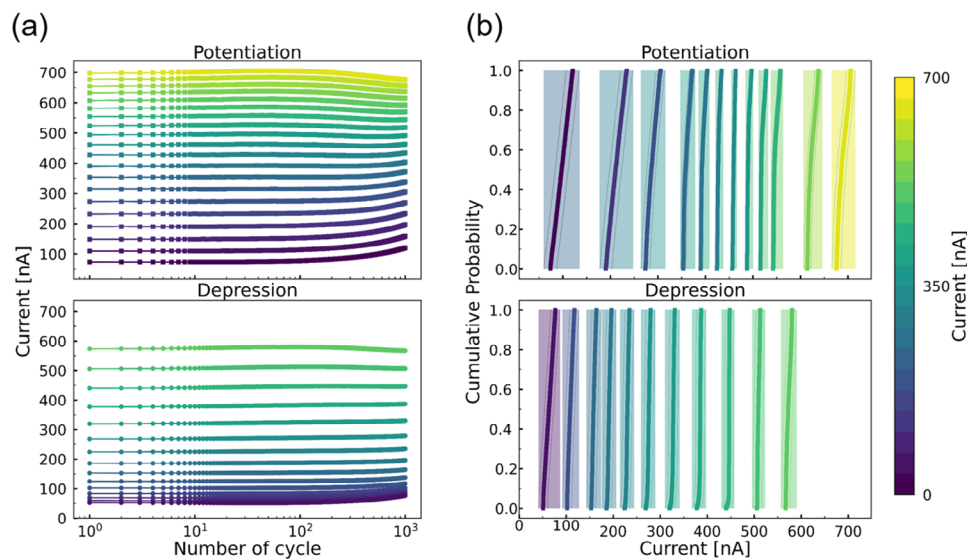 (a)
Potentiation
700
600
500
400
300
200
100
Depression
700
600
500
400
300
200
100
0
10⁰ 10¹ 10² 10³
Number of cycle
Current [nA]
(b)
Potentiation
1.0
0.8
0.6
0.4
0.2
0.0
Depression
1.0
0.8
0.6
0.4
0.2
0.0
0 100 200 300 400 500 600 700
Current [nA]
Cumulative Probability
700
350
0
Current [nA]